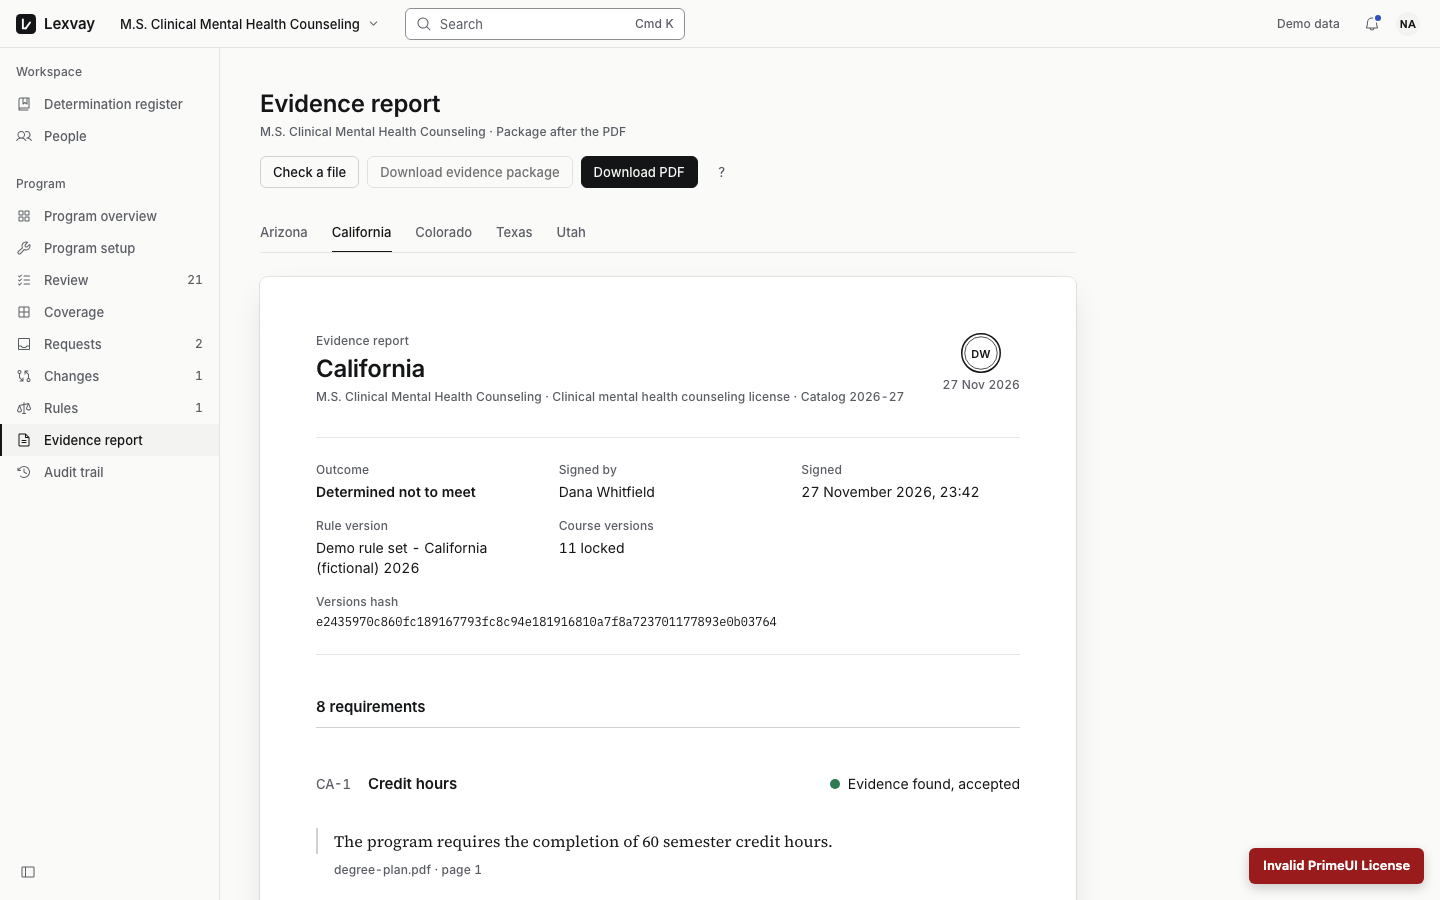 Lexvay
M.S. Clinical Mental Health Counseling
Search
Cmd K
Demo data
NA
Workspace
Determination register
People
Program
Program overview
Program setup
Review 21
Coverage
Requests 2
Changes 1
Rules 1
Evidence report
Audit trail
Evidence report
M.S. Clinical Mental Health Counseling · Package after the PDF
Check a file
Download evidence package
Download PDF
?
Arizona
California
Colorado
Texas
Utah
Evidence report
California
M.S. Clinical Mental Health Counseling · Clinical mental health counseling license · Catalog 2026-27
DW
27 Nov 2026
Outcome
Determined not to meet
Signed by
Dana Whitfield
Signed
27 November 2026, 23:42
Rule version
Demo rule set - California
(fictional) 2026
Course versions
11 locked
Versions hash
e2435970c860fc189167793fc8c94e181916810a7f8a723701177893e0b03764
8 requirements
CA-1 Credit hours
Evidence found, accepted
The program requires the completion of 60 semester credit hours.
degree-plan.pdf · page 1
Invalid PrimeUI License